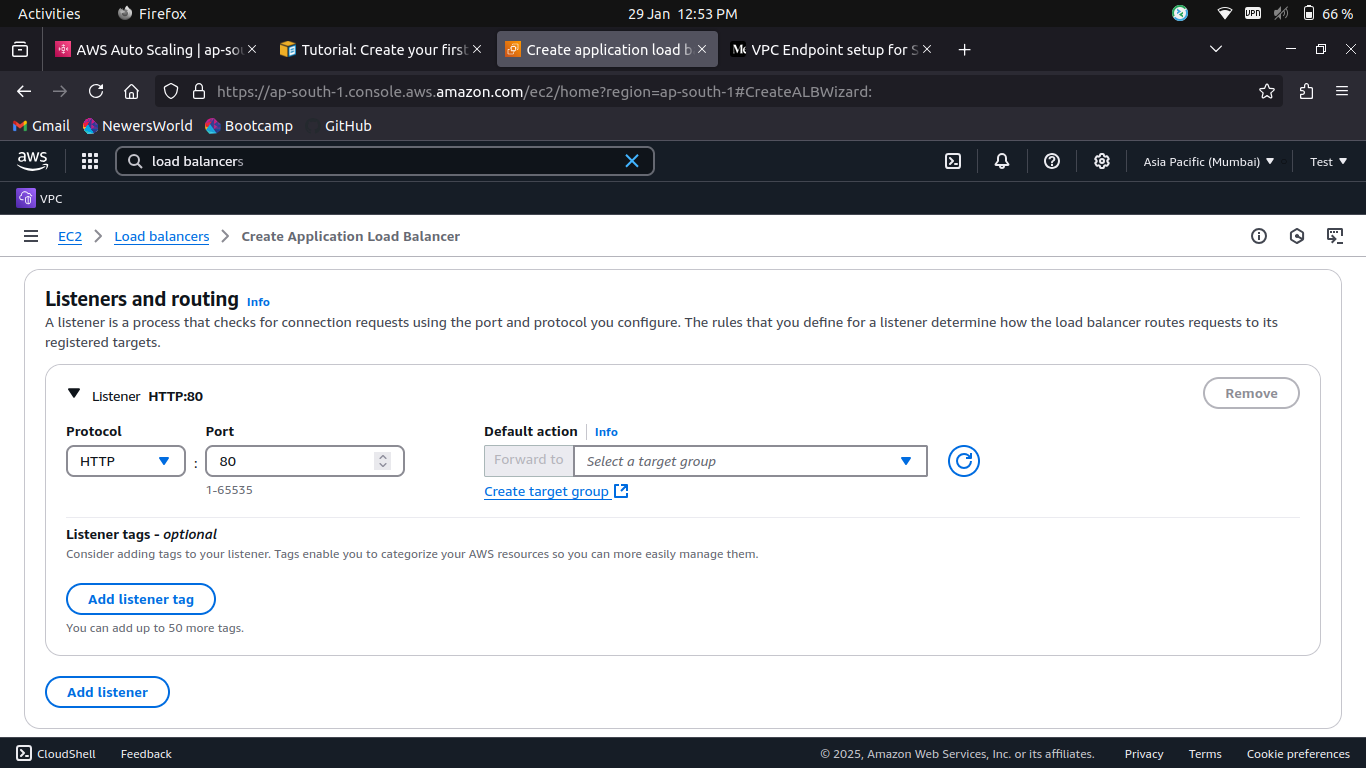 Activities Firefox 29 Jan 12:53 PM VPN 66 %
AWS Auto Scaling | ap-so Tutorial: Create your first Create application load b VPC Endpoint setup for S
https://ap-south-1.console.aws.amazon.com/ec2/home?region=ap-south-1#CreateALBWizard:
Gmail NewersWorld Bootcamp GitHub
aws load balancers Asia Pacific (Mumbai) Test
VPC
EC2 Load balancers Create Application Load Balancer
Listeners and routing Info
A listener is a process that checks for connection requests using the port and protocol you configure. The rules that you define for a listener determine how the load balancer routes requests to its
registered targets.
Listener HTTP:80 Remove
Protocol Port Default action Info
HTTP : 80 Forward to Select a target group
1-65535 Create target group
Listener tags - optional
Consider adding tags to your listener. Tags enable you to categorize your AWS resources so you can more easily manage them.
Add listener tag
You can add up to 50 more tags.
Add listener
CloudShell Feedback © 2025, Amazon Web Services, Inc. or its affiliates. Privacy Terms Cookie preferences